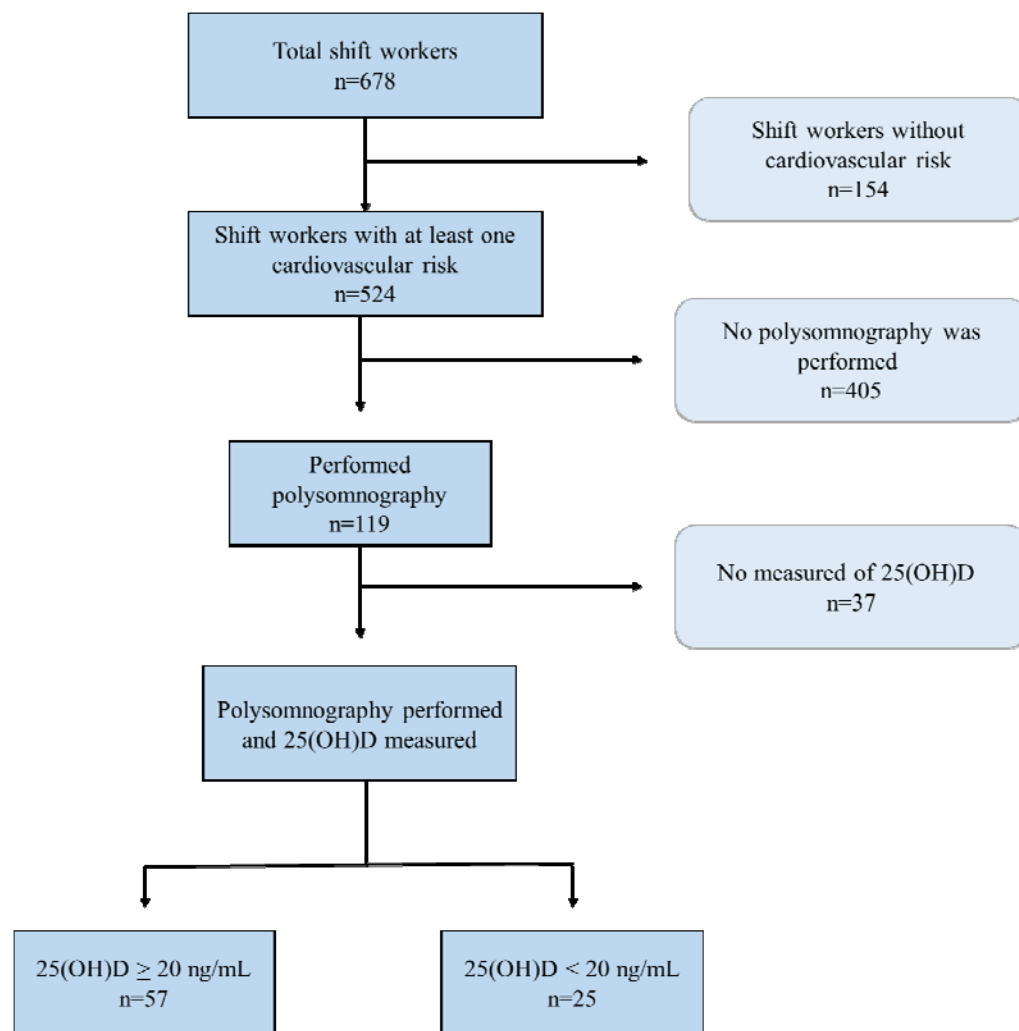 Total shift workers
n=678
Shift workers without
cardiovascular risk
n=154
Shift workers with at least one
cardiovascular risk
n=524
No polysomnography was
performed
n=405
Performed
polysomnography
n=119
No measured of 25(OH)D
n=37
Polysomnography performed
and 25(OH)D measured
25(OH)D ≥ 20 ng/mL
n=57
25(OH)D < 20 ng/mL
n=25